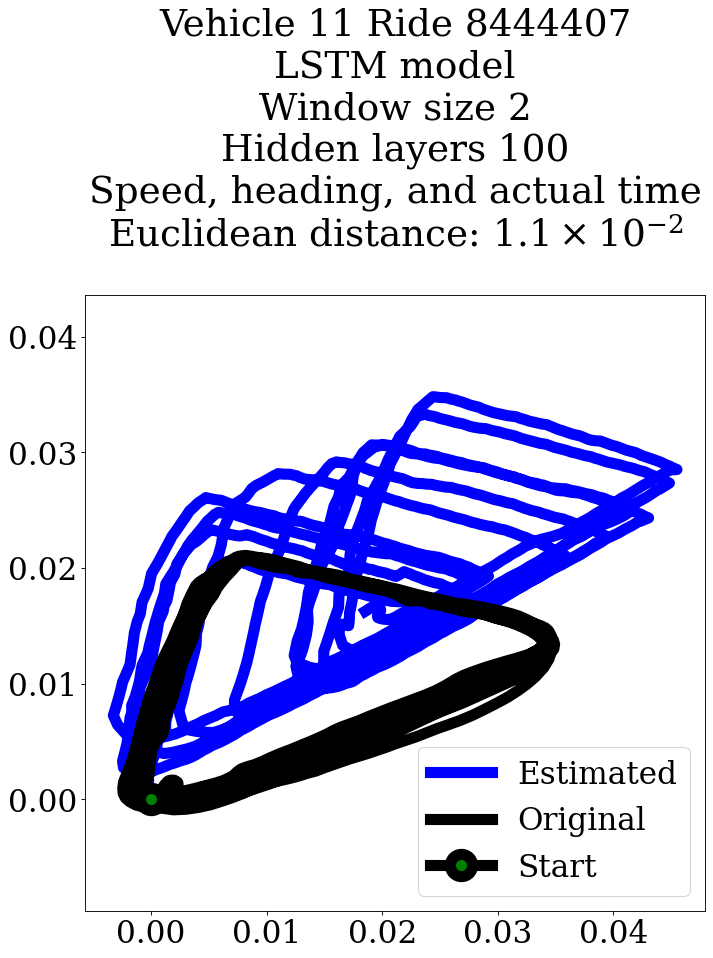 Vehicle 11 Ride 8444407
LSTM model
Window size 2
Hidden layers 100
Speed, heading, and actual time
Euclidean distance: 1.1 × 10⁻²
0.04
0.03
0.02
0.01
0.00
Estimated
Original
Start
0.00 0.01 0.02 0.03 0.04